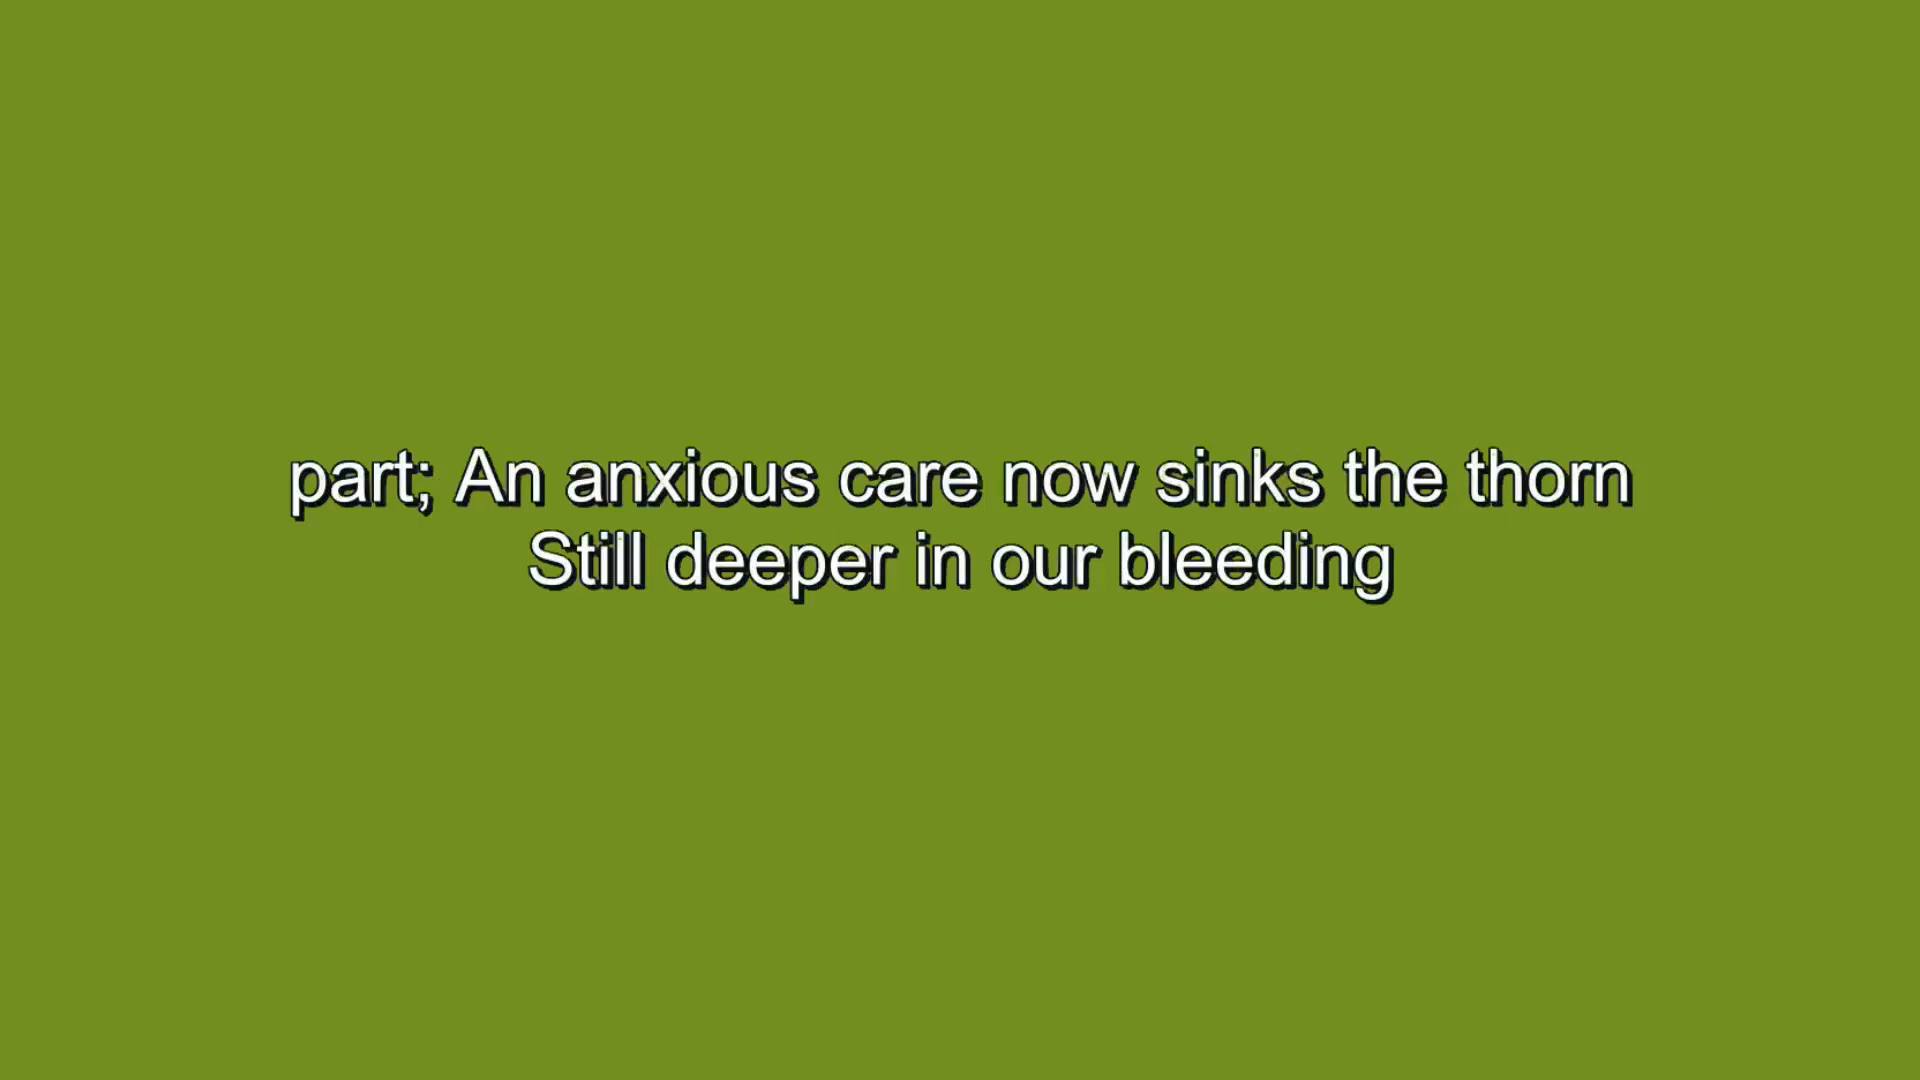 part; An anxious care now sinks the thorn
Still deeper in our bleeding